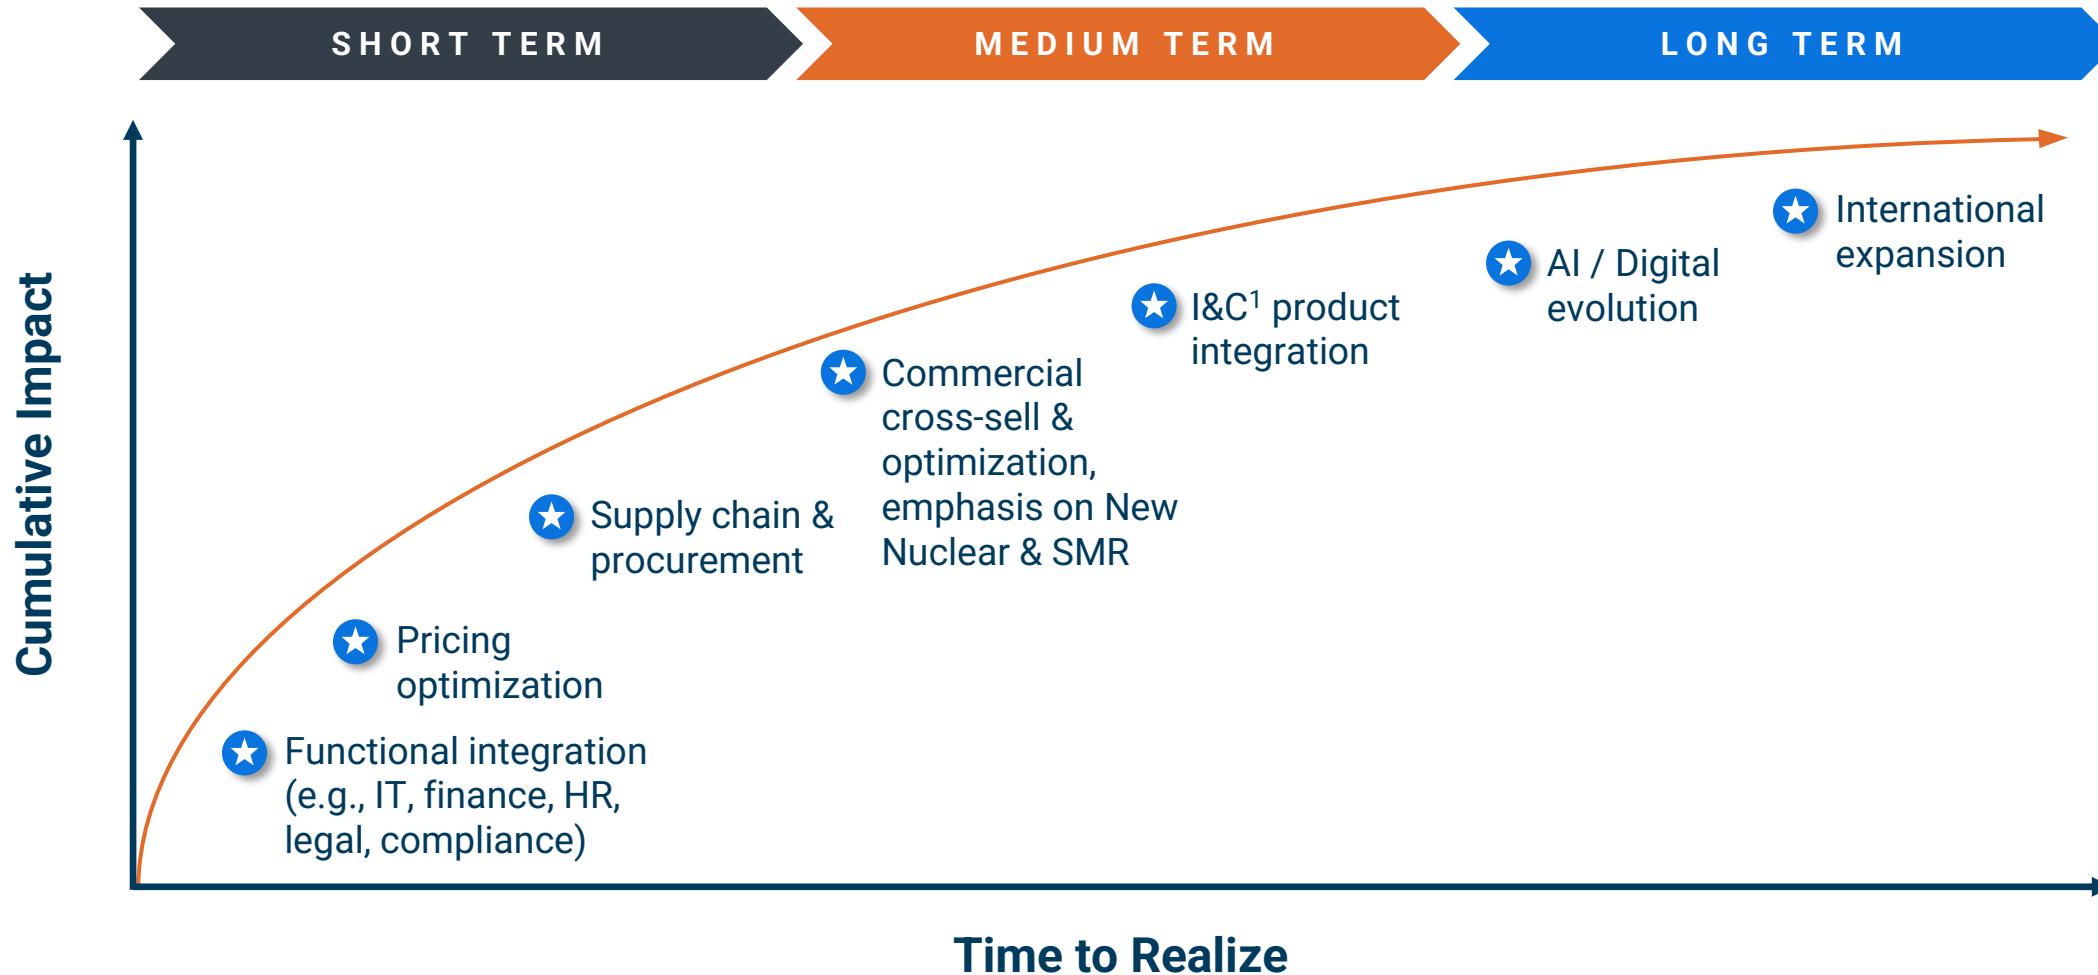 SHORT TERM
MEDIUM TERM
LONG TERM
Cumulative Impact
International
expansion
AI / Digital
evolution
I&C¹ product
integration
Commercial
cross-sell &
optimization,
emphasis on New
Nuclear & SMR
Supply chain &
procurement
Pricing
optimization
Functional integration
(e.g., IT, finance, HR,
legal, compliance)
Time to Realize